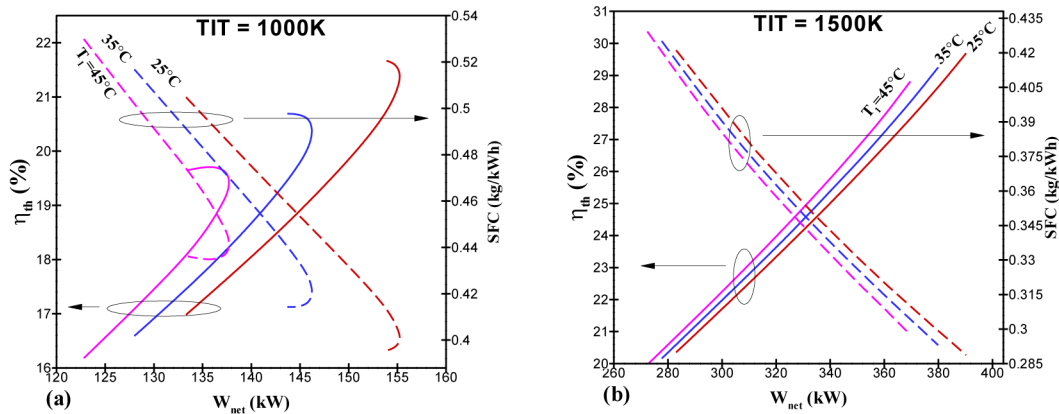 TIT = 1000K
22
21
20
19
18
17
16
η_th (%)
0.54
0.52
0.5
0.48
0.46
0.44
0.42
0.4
SFC (kg/kWh)
35°C
25°C
T_1=45°C
120 125 130 135 140 145 150 155 160
(a)
W_net (kW)
TIT = 1500K
31
30
29
28
27
26
25
24
23
22
21
20
η_th (%)
0.435
0.42
0.405
0.39
0.375
0.36
0.345
0.33
0.315
0.3
0.285
SFC (kg/kWh)
T_1=45°C
35°C
25°C
260 280 300 320 340 360 380 400
(b)
W_net (kW)